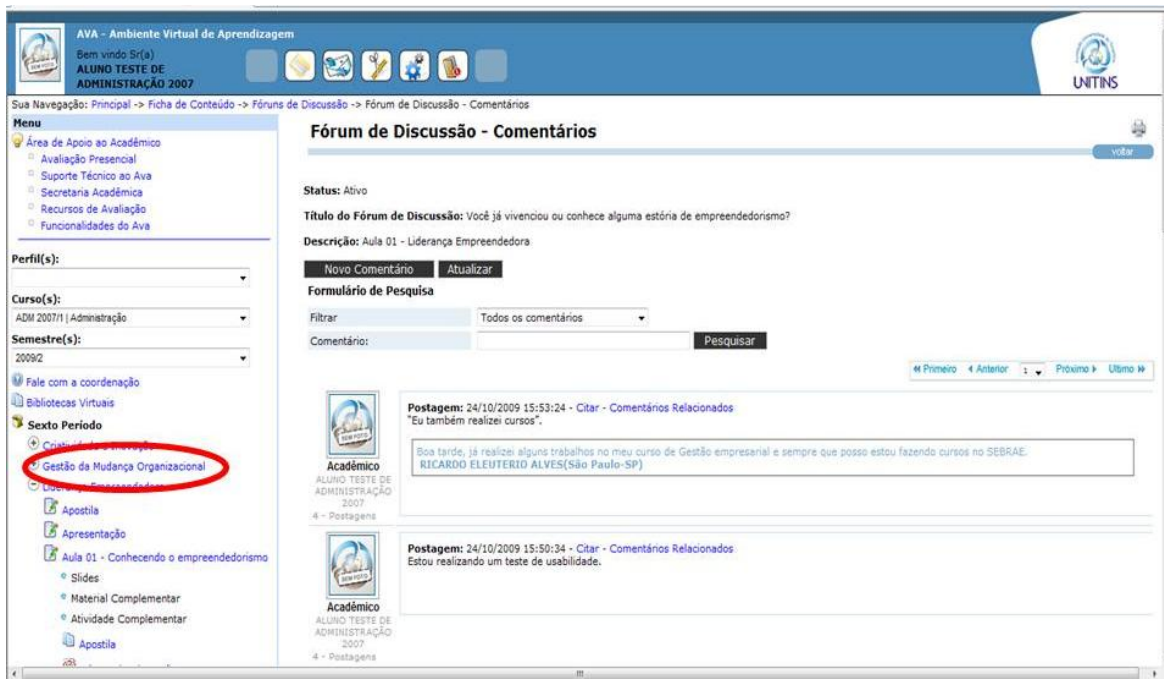 AVA - Ambiente Virtual de Aprendizagem
Bem vindo Sr(a)
ALUNO TESTE DE
ADMINISTRAÇÃO 2007
UNITINS
Sua Navegação: Principal -> Ficha de Conteúdo -> Fóruns de Discussão -> Fórum de Discussão - Comentários
Menu
Área de Apoio ao Acadêmico
Avaliação Presencial
Suporte Técnico ao Ava
Secretaria Acadêmica
Recursos de Avaliação
Funcionalidades do Ava
Perfil(s):
Curso(s):
ADM 2007/1 | Administração
Semestre(s):
2009/2
Fale com a coordenação
Bibliotecas Virtuais
Sexto Período
Gestão da Mudança Organizacional
Apostila
Apresentação
Aula 01 - Conhecendo o empreendedorismo
Slides
Material Complementar
Atividade Complementar
Apostila
Fórum de Discussão - Comentários
voltar
Status: Ativo
Título do Fórum de Discussão: Você já vivenciou ou conhece alguma estória de empreendedorismo?
Descrição: Aula 01 - Liderança Empreendedora
Novo Comentário Atualizar
Formulário de Pesquisa
Filtrar Todos os comentários
Comentário: Pesquisar
Primeiro Anterior 1 Próximo Ultimo
SEM FOTO
Acadêmico
ALUNO TESTE DE
ADMINISTRAÇÃO
2007
4 - Postagens
Postagem: 24/10/2009 15:53:24 - Citar - Comentários Relacionados
"Eu também realizei cursos".
Boa tarde, já realizei alguns trabalhos no meu curso de Gestão empresarial e sempre que posso estou fazendo cursos no SEBRAE.
RICARDO ELEUTERIO ALVES(São Paulo-SP)
SEM FOTO
Acadêmico
ALUNO TESTE DE
ADMINISTRAÇÃO
2007
4 - Postagens
Postagem: 24/10/2009 15:50:34 - Citar - Comentários Relacionados
Estou realizando um teste de usabilidade.